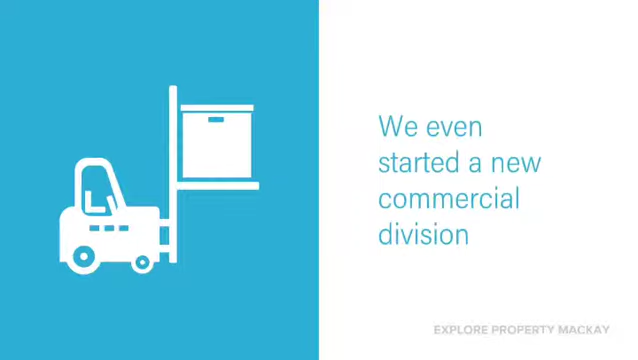 We even
started a new
commercial
division
EXPLORE PROPERTY MACKAY